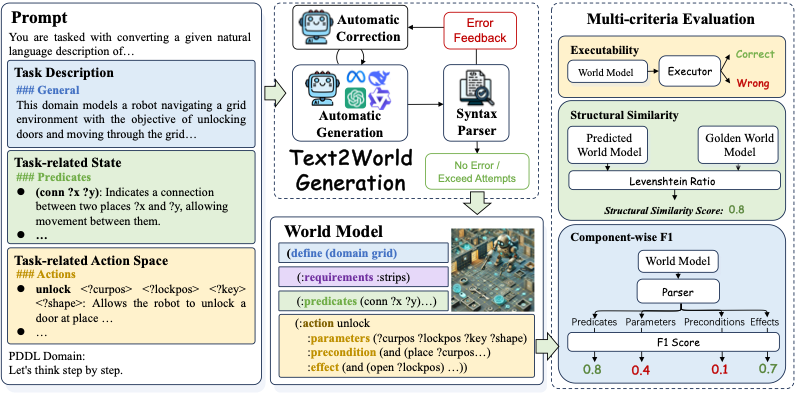 Prompt
You are tasked with converting a given natural
language description of…
Task Description
### General
This domain models a robot navigating a grid
environment with the objective of unlocking
doors and moving through the grid…
Task-related State
### Predicates
● (conn ?x ?y): Indicates a connection
between two places ?x and ?y, allowing
movement between them.
● …
Task-related Action Space
### Actions
● unlock <?curpos> <?lockpos> <?key>
<?shape>: Allows the robot to unlock a
door at place …
● …
PDDL Domain:
Let's think step by step.
Automatic
Correction
Error
Feedback
Automatic
Generation
Syntax
Parser
Text2World
Generation
No Error /
Exceed Attempts
World Model
(define (domain grid)
(:requirements :strips)
(:predicates (conn ?x ?y)…)
(:action unlock
:parameters (?curpos ?lockpos ?key ?shape)
:precondition (and (place ?curpos…)
:effect (and (open ?lockpos) …))
Multi-criteria Evaluation
Executability
World Model
Executor
Correct
Wrong
Structural Similarity
Predicted
World Model
Golden World
Model
Levenshtein Ratio
Structural Similarity Score: 0.8
Component-wise F1
World Model
Parser
Predicates Parameters Preconditions Effects
F1 Score
0.8 0.4 0.1 0.7